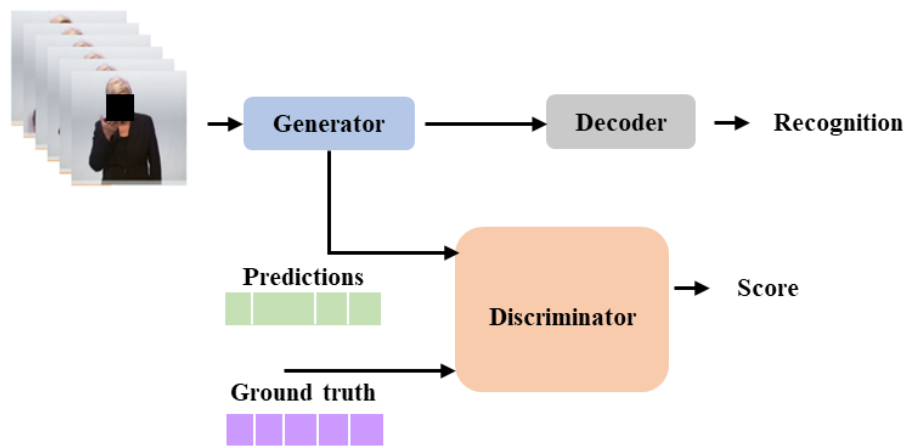 Generator
Decoder
Recognition
Predictions
Discriminator
Score
Ground truth